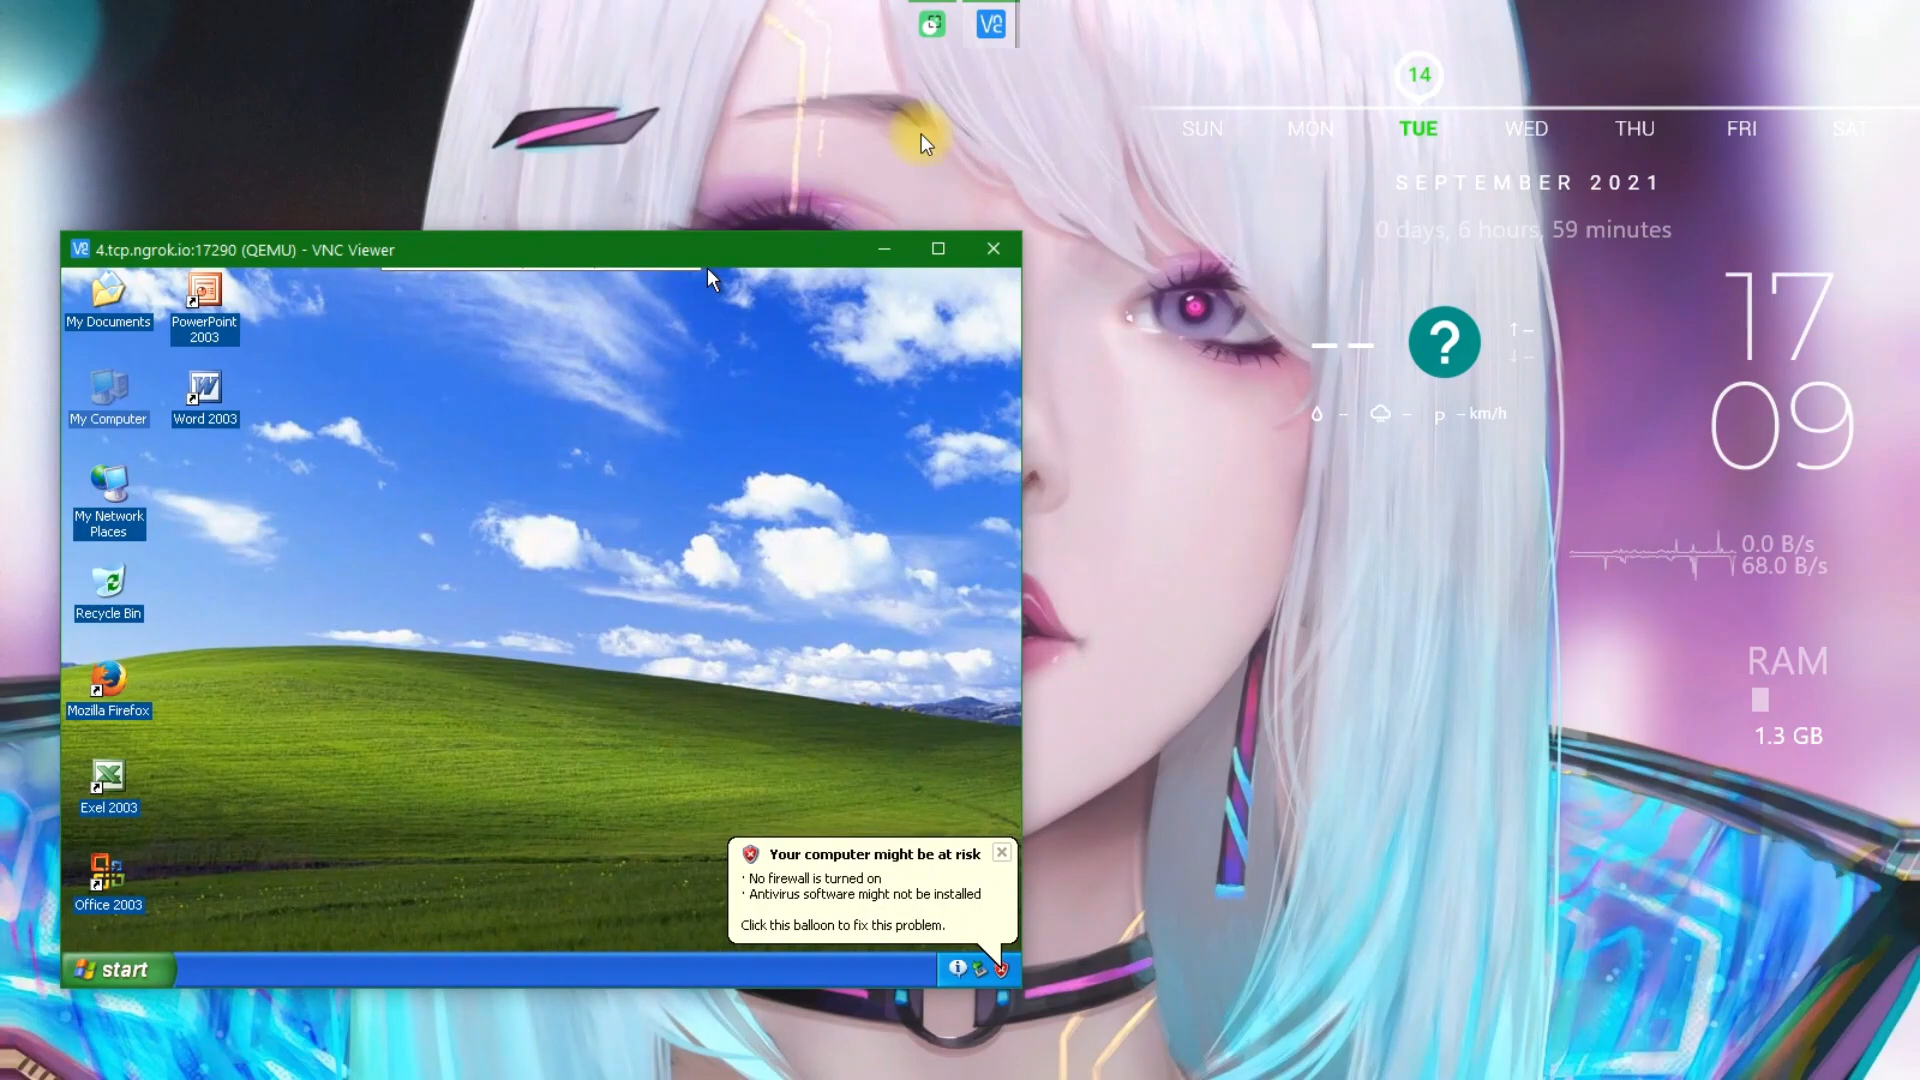 14
SUN MON TUE WED THU FRI SAT
SEPTEMBER 2021
0 days, 6 hours, 59 minutes
17
09
-- ?
↑ –
↓ –
– – p – km/h
0.0 B/s
68.0 B/s
RAM
1.3 GB
VE 4.tcp.ngrok.io:17290 (QEMU) - VNC Viewer
My Documents
PowerPoint
2003
My Computer
Word 2003
My Network
Places
Recycle Bin
Mozilla Firefox
Exel 2003
Office 2003
Your computer might be at risk
· No firewall is turned on
· Antivirus software might not be installed
Click this balloon to fix this problem.
start